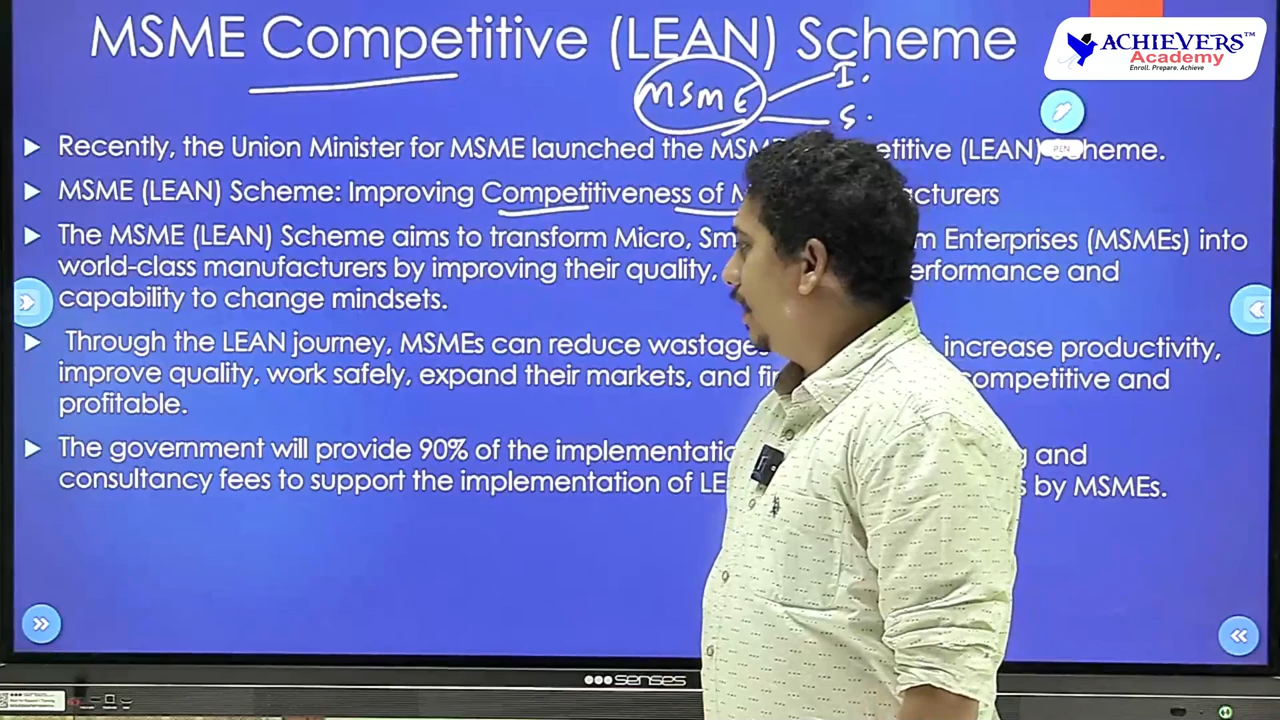 MSME Competitive (LEAN) Scheme
ACHIEVERS™
Academy
Enroll. Prepare. Achieve
MSME
I.
S.
PEN
Recently, the Union Minister for MSME launched the MSM etitive (LEAN) Scheme.
MSME (LEAN) Scheme: Improving Competitiveness of M acturers
The MSME (LEAN) Scheme aims to transform Micro, Sm m Enterprises (MSMEs) into
world-class manufacturers by improving their quality, erformance and
capability to change mindsets.
Through the LEAN journey, MSMEs can reduce wastages increase productivity,
improve quality, work safely, expand their markets, and fi competitive and
profitable.
The government will provide 90% of the implementatio g and
consultancy fees to support the implementation of LE s by MSMEs.
senses